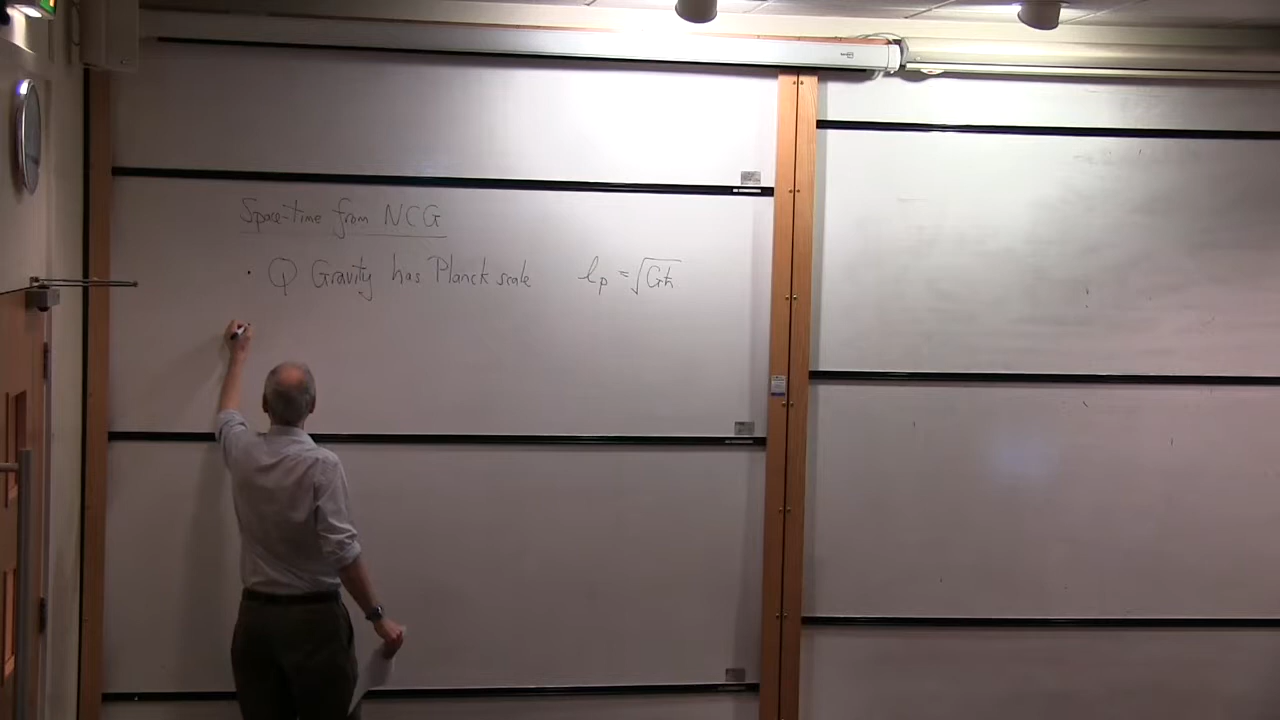 Space-time from NCG
· Q Gravity has Planck scale lₚ = √Għ